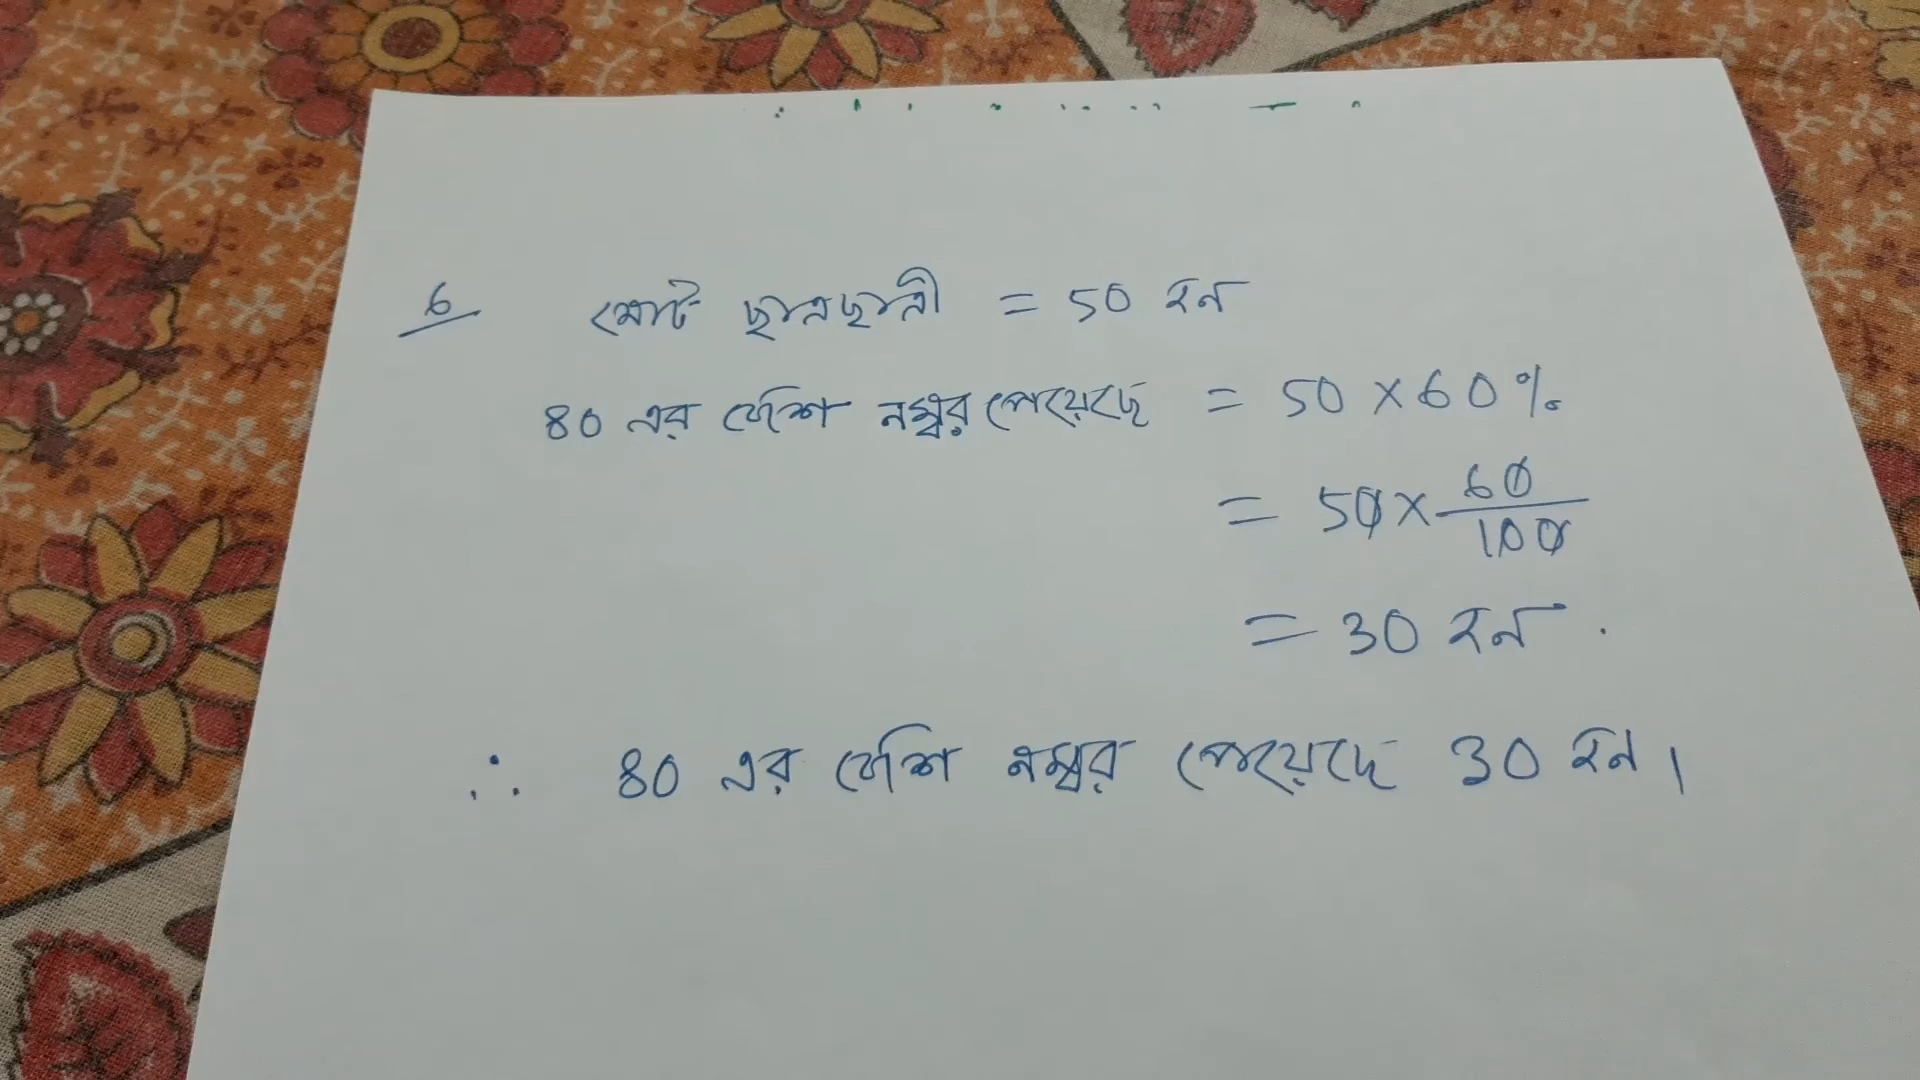 6 মোট ছাত্রছাত্রী = 50 জন
80 এর বেশি নম্বর পেয়েছে = 50 × 60%
= 50 × 60/100
= 30 জন.
∴ 80 এর বেশি নম্বর পেয়েছে 30 জন।